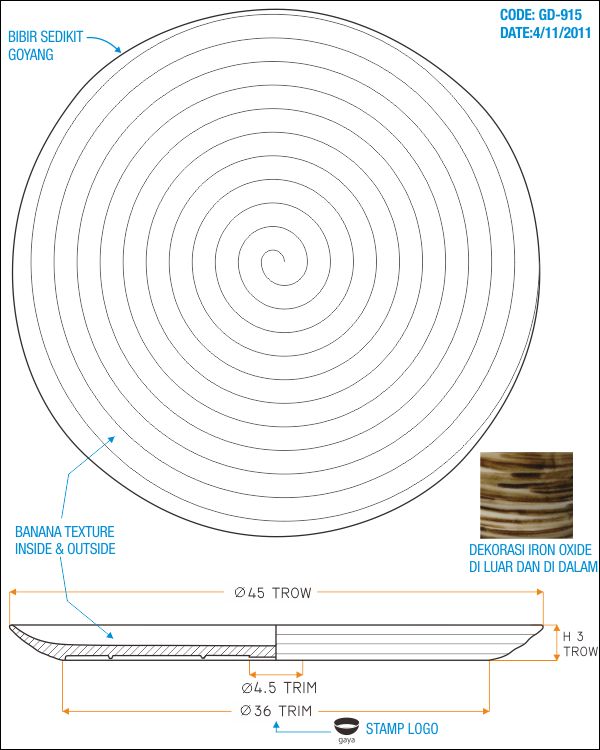 BIBIR SEDIKIT
GOYANG
CODE: GD-915
DATE:4/11/2011
BANANA TEXTURE
INSIDE & OUTSIDE
DEKORASI IRON OXIDE
DI LUAR DAN DI DALAM
Ø45 TROW
H 3
TROW
Ø4.5 TRIM
Ø36 TRIM
gaya
STAMP LOGO